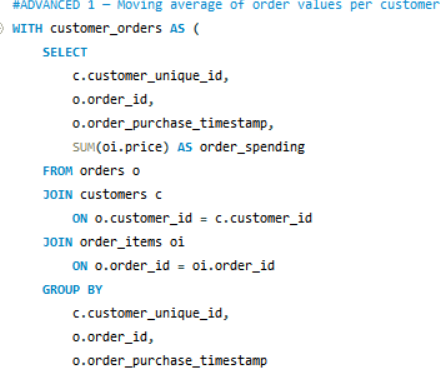 #ADVANCED 1 – Moving average of order values per customer
WITH customer_orders AS (
SELECT
c.customer_unique_id,
o.order_id,
o.order_purchase_timestamp,
SUM(oi.price) AS order_spending
FROM orders o
JOIN customers c
ON o.customer_id = c.customer_id
JOIN order_items oi
ON o.order_id = oi.order_id
GROUP BY
c.customer_unique_id,
o.order_id,
o.order_purchase_timestamp